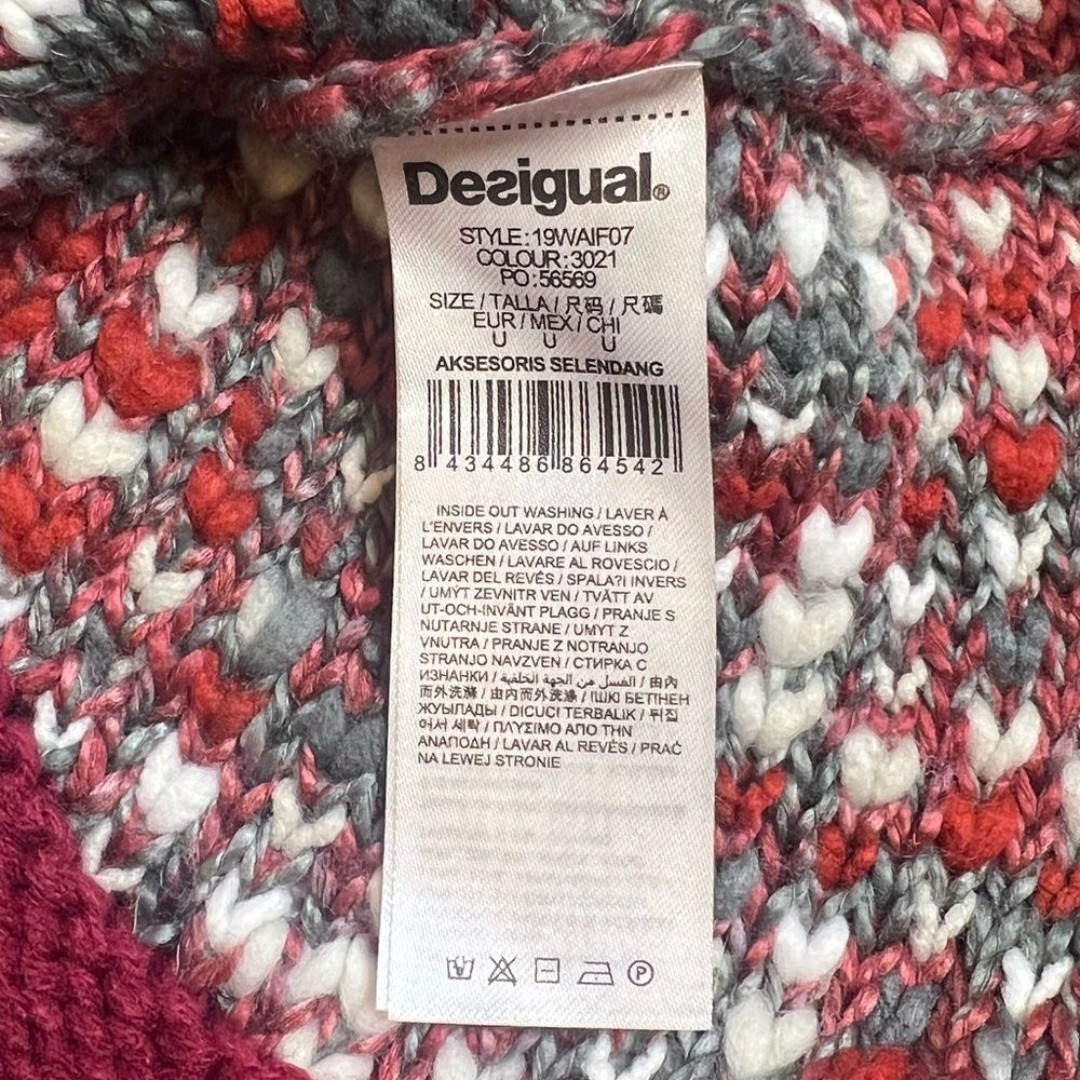 Desigual®
STYLE:19WAIF07
COLOUR:3021
PO:56569
SIZE / TALLA / 尺码 / 尺碼
EUR / MEX / CHI
U U U
AKSESORIS SELENDANG
8 434486 864542
INSIDE OUT WASHING / LAVER À
L'ENVERS / LAVAR DO AVESSO /
LAVAR DO AVESSO / AUF LINKS
WASCHEN / LAVARE AL ROVESCIO /
LAVAR DEL REVÉS / SPALA?I INVERS
/ UMÝT ZEVNITR VEN / TVÄTT AV
UT-OCH-INVÄNT PLAGG / PRANJE S
NUTARNJE STRANE / UMYT Z
VNUTRA / PRANJE Z NOTRANJO
STRANJO NAVZVEN / СТИРКА С
ИЗНАНКИ / الغسل من الجهة الخلفية / 由内
而外洗涤 / 由內而外洗滌 / ІШКІ БЕТІНЕН
ЖУЫЛАДЫ / DICUCI TERBALIK / 뒤집
어서 세탁 / ΠΛΥΣΙΜΟ ΑΠΟ ΤΗΝ
ΑΝΑΠΟΔΗ / LAVAR AL REVÉS / PRAĆ
NA LEWEJ STRONIE
P